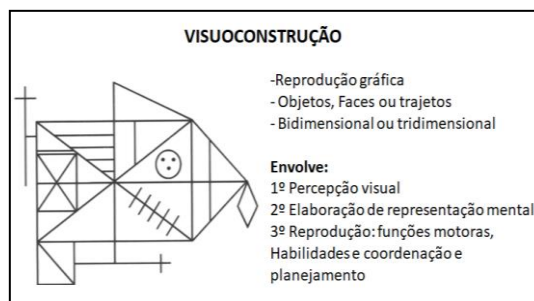 VISUOCONSTRUÇÃO
-Reprodução gráfica
- Objetos, Faces ou trajetos
- Bidimensional ou tridimensional
Envolve:
1º Percepção visual
2º Elaboração de representação mental
3º Reprodução: funções motoras,
Habilidades e coordenação e
planejamento